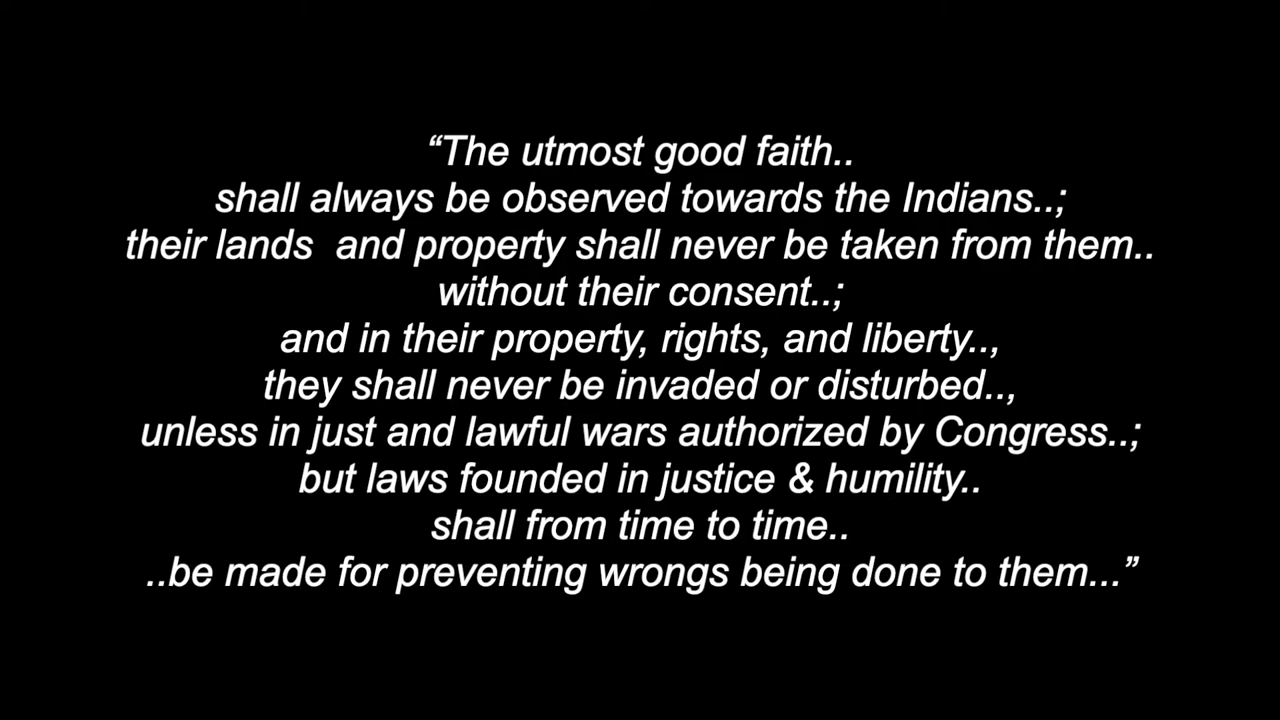 “The utmost good faith..
shall always be observed towards the Indians..;
their lands  and property shall never be taken from them..
without their consent..;
and in their property, rights, and liberty..,
they shall never be invaded or disturbed..,
unless in just and lawful wars authorized by Congress..;
but laws founded in justice & humility..
shall from time to time..
..be made for preventing wrongs being done to them...”